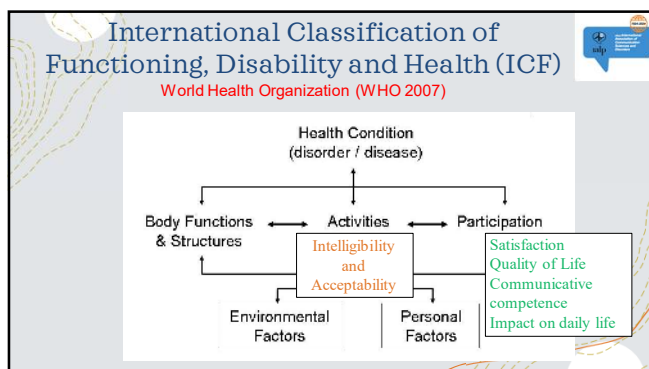 International Classification of
Functioning, Disability and Health (ICF)
World Health Organization (WHO 2007)
ialp
Health Condition
(disorder / disease)
Body Functions
& Structures
Activities
Participation
Intelligibility
and
Acceptability
Satisfaction
Quality of Life
Communicative
competence
Impact on daily life
Environmental
Factors
Personal
Factors